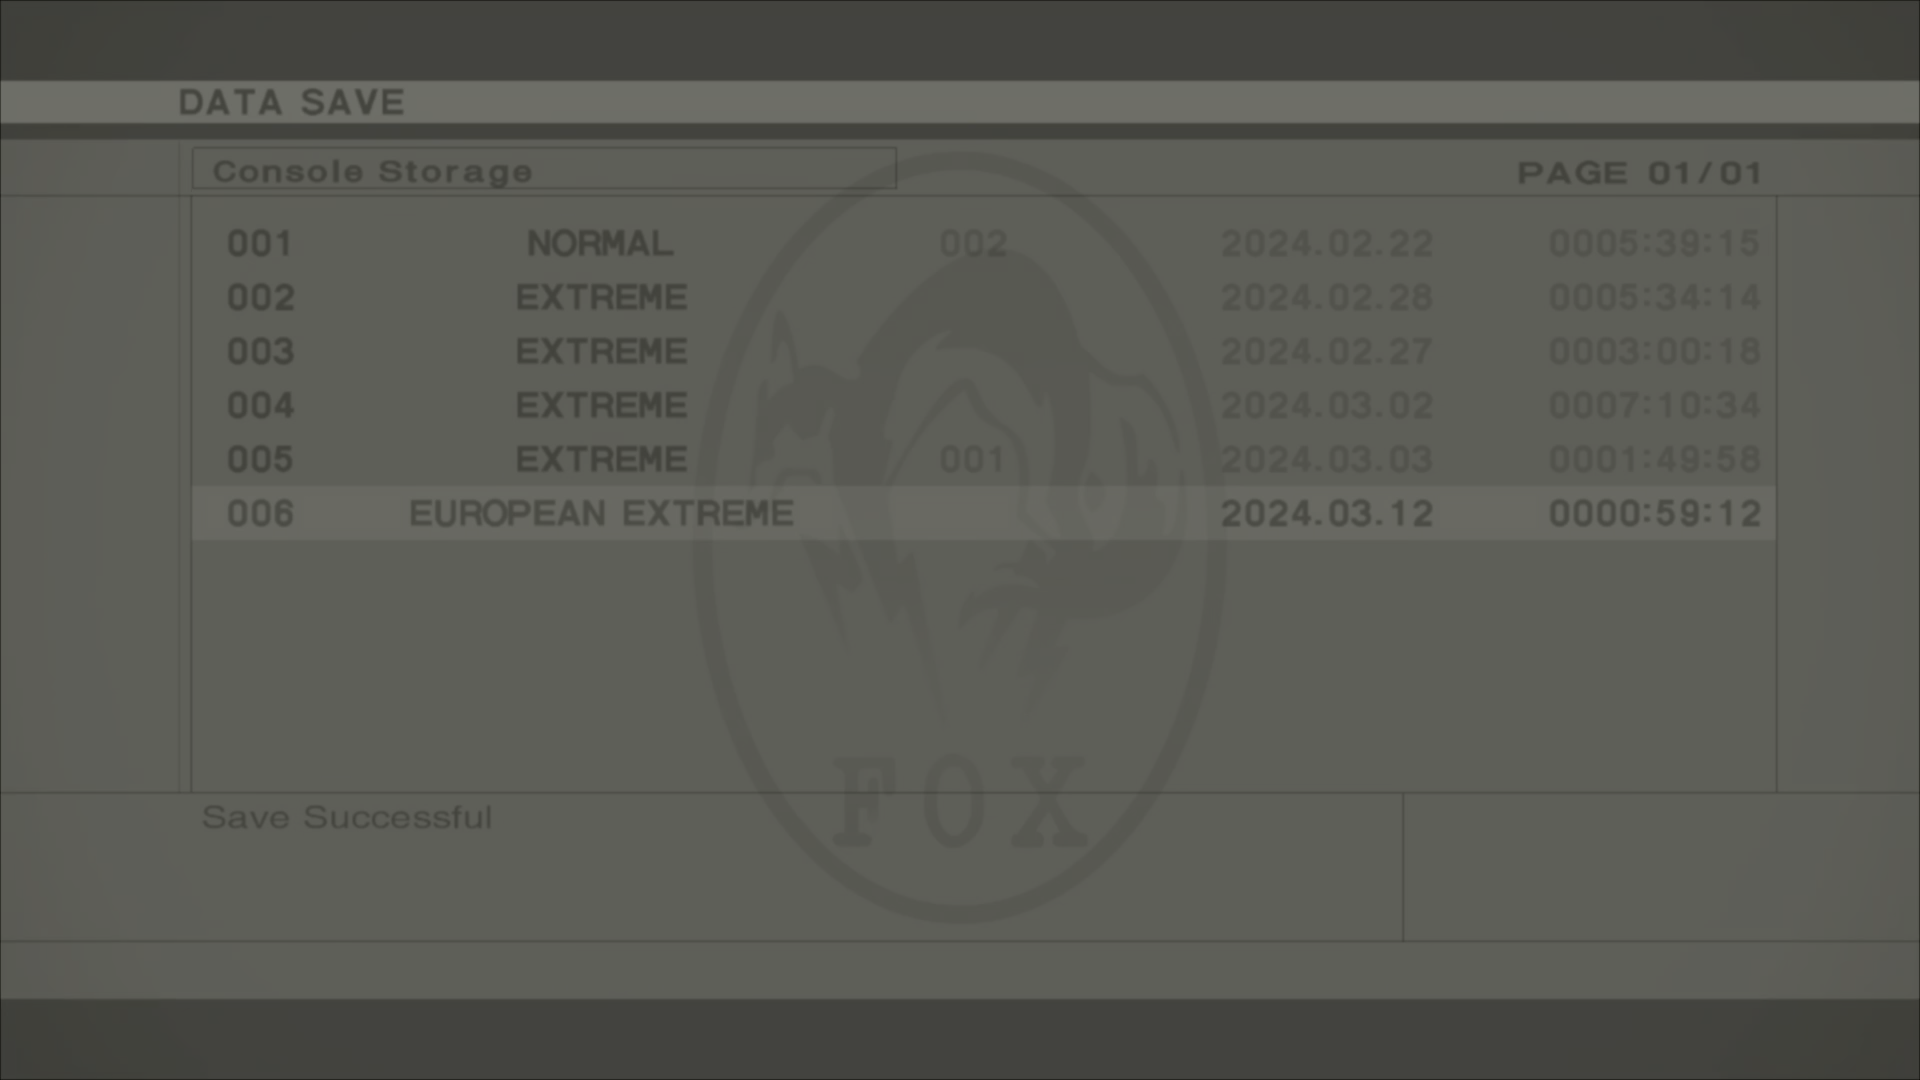 DATA SAVE
Console Storage PAGE 01/01
001 NORMAL 002 2024.02.22 0005:39:15
002 EXTREME 2024.02.28 0005:34:14
003 EXTREME 2024.02.27 0003:00:18
004 EXTREME 2024.03.02 0007:10:34
005 EXTREME 001 2024.03.03 0001:49:58
006 EUROPEAN EXTREME 2024.03.12 0000:59:12
FOX
Save Successful